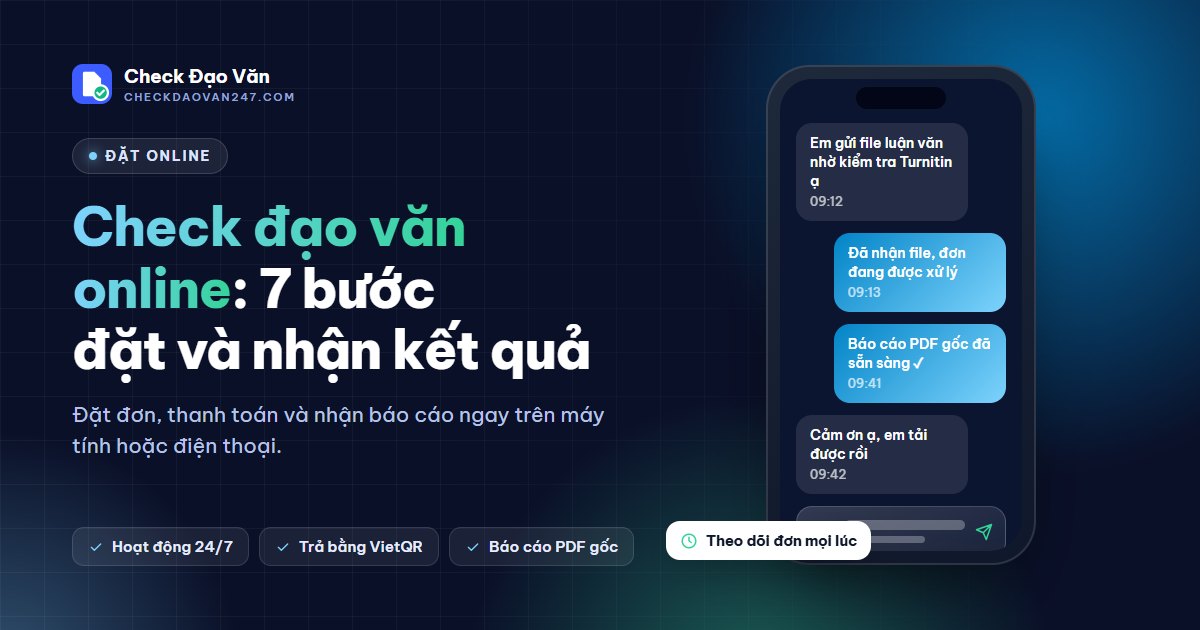 Check Đạo Văn
CHECKDAOVAN247.COM
ĐẶT ONLINE
Check đạo văn
online: 7 bước
đặt và nhận kết quả
Đặt đơn, thanh toán và nhận báo cáo ngay trên máy
tính hoặc điện thoại.
Hoạt động 24/7
Trả bằng VietQR
Báo cáo PDF gốc
Em gửi file luận văn
nhờ kiểm tra Turnitin
ạ
09:12
Đã nhận file, đơn
đang được xử lý
09:13
Báo cáo PDF gốc đã
sẵn sàng ✓
09:41
Cảm ơn ạ, em tải
được rồi
09:42
Theo dõi đơn mọi lúc